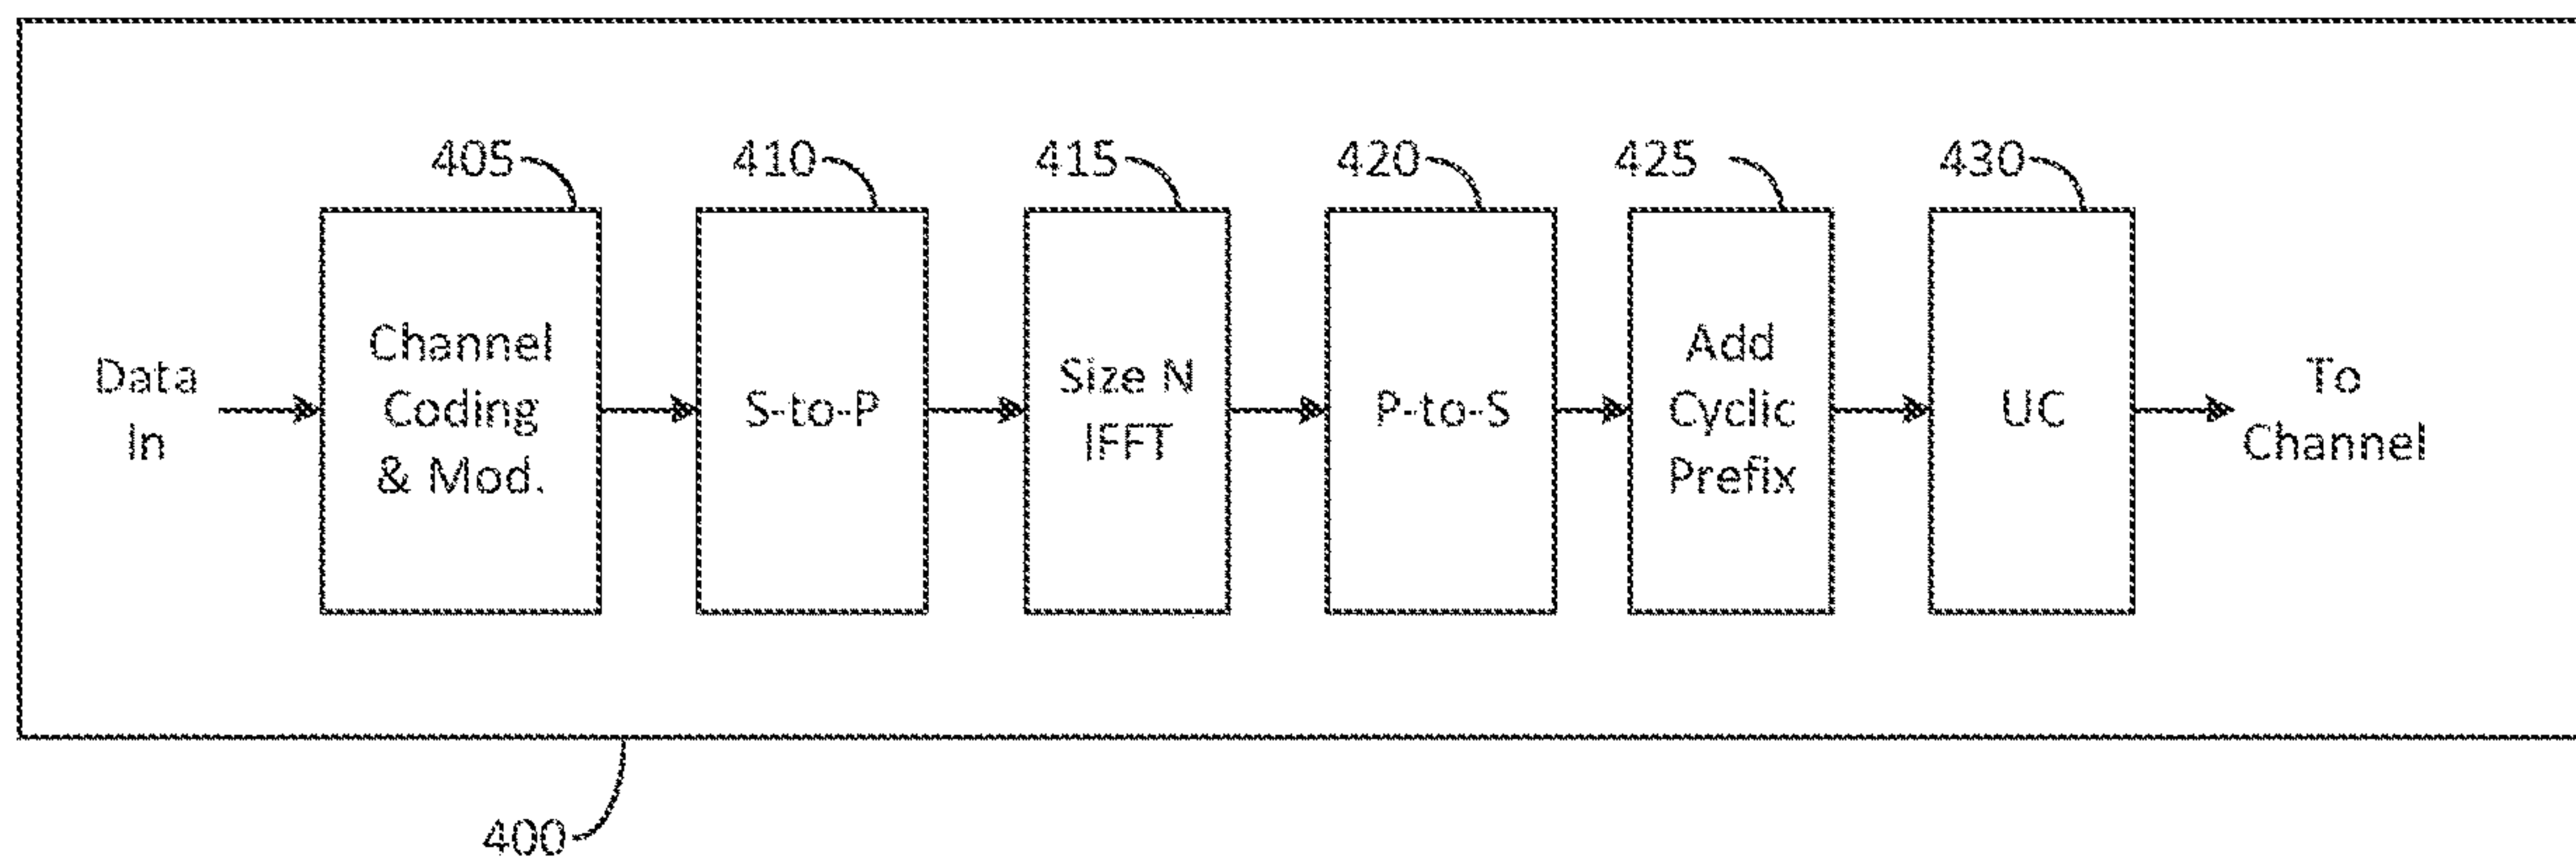 405
410
415
420
425
430
Data
In
Channel
Coding
& Mod.
S-to-P
Size N
IFFT
P-to-S
Add
Cyclic
Prefix
UC
To
Channel
400